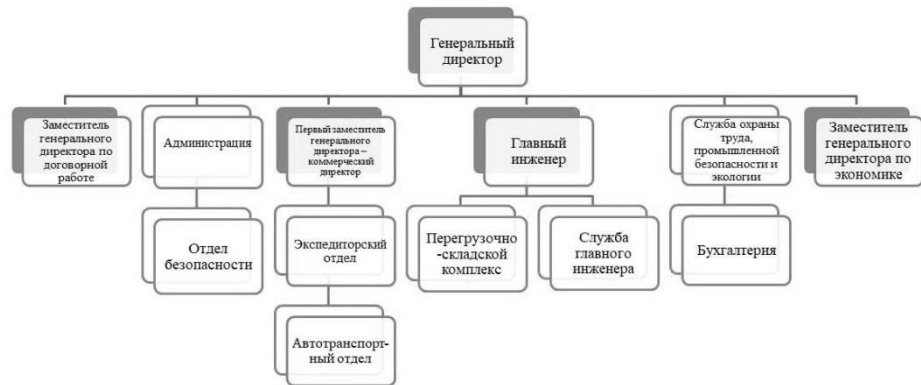 Генеральный
директор
Заместитель
генерального
директора по
договорной
работе
Администрация
Первый заместитель
генерального
директора –
коммерческий
директор
Главный
инженер
Служба охраны
труда,
промышленной
безопасности и
экологии
Заместитель
генерального
директора по
экономике
Отдел
безопасности
Экспедиторский
отдел
Перегрузочно
-складской
комплекс
Служба
главного
инженера
Бухгалтерия
Автотранспорт-
ный отдел